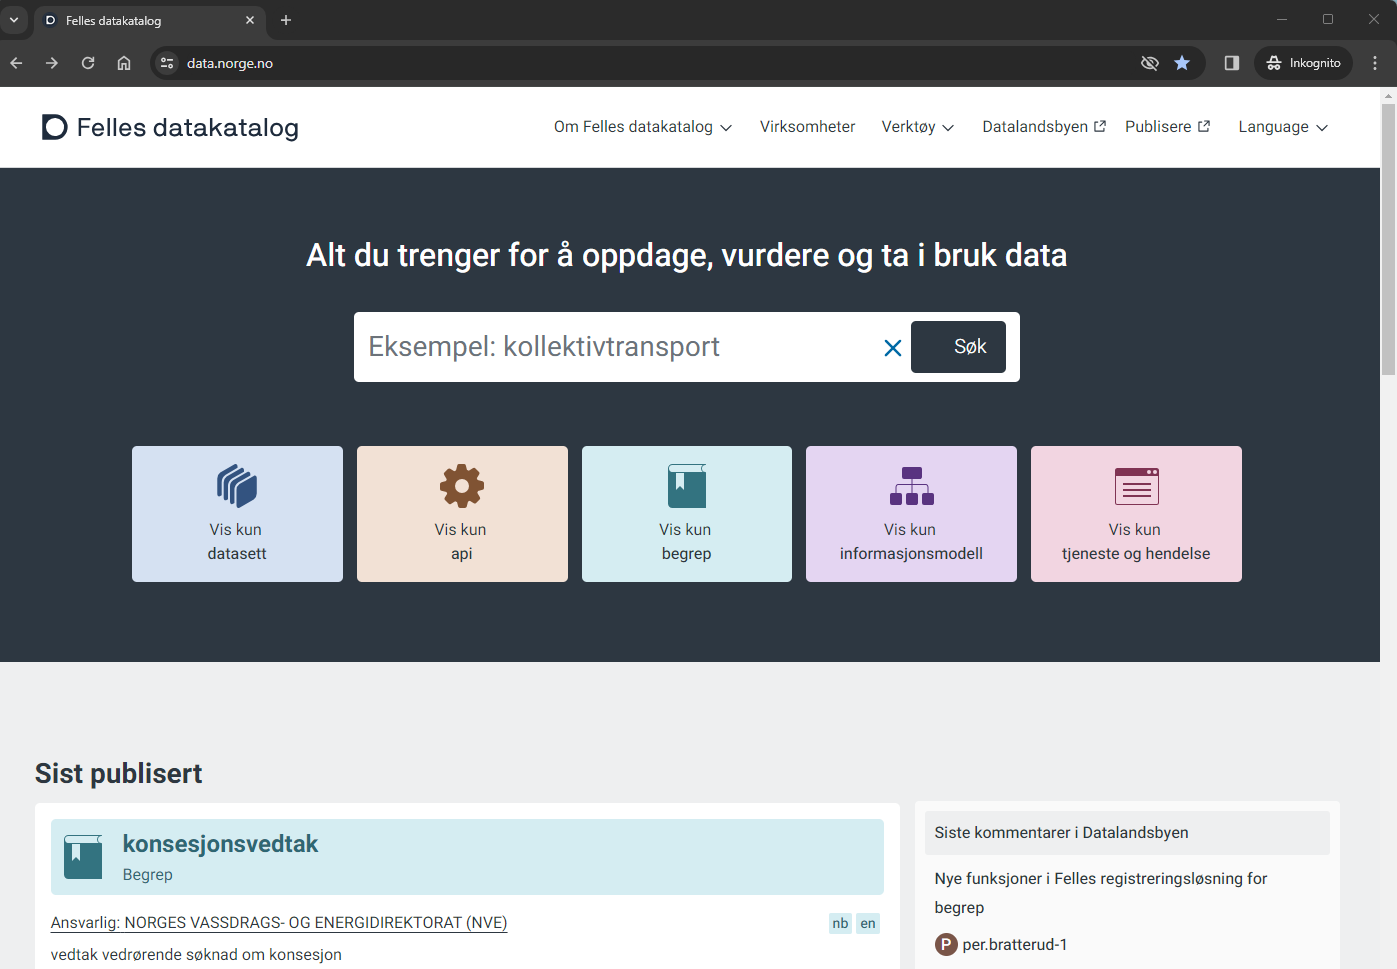 Felles datakatalog
data.norge.no
Inkognito
Felles datakatalog
Om Felles datakatalog
Virksomheter
Verktøy
Datalandsbyen
Publisere
Language
Alt du trenger for å oppdage, vurdere og ta i bruk data
Eksempel: kollektivtransport
Søk
Vis kun
datasett
Vis kun
api
Vis kun
begrep
Vis kun
informasjonsmodell
Vis kun
tjeneste og hendelse
Sist publisert
konsesjonsvedtak
Begrep
Ansvarlig: NORGES VASSDRAGS- OG ENERGIDIREKTORAT (NVE)
nb en
vedtak vedrørende søknad om konsesjon
Siste kommentarer i Datalandsbyen
Nye funksjoner i Felles registreringsløsning for
begrep
P per.bratterud-1